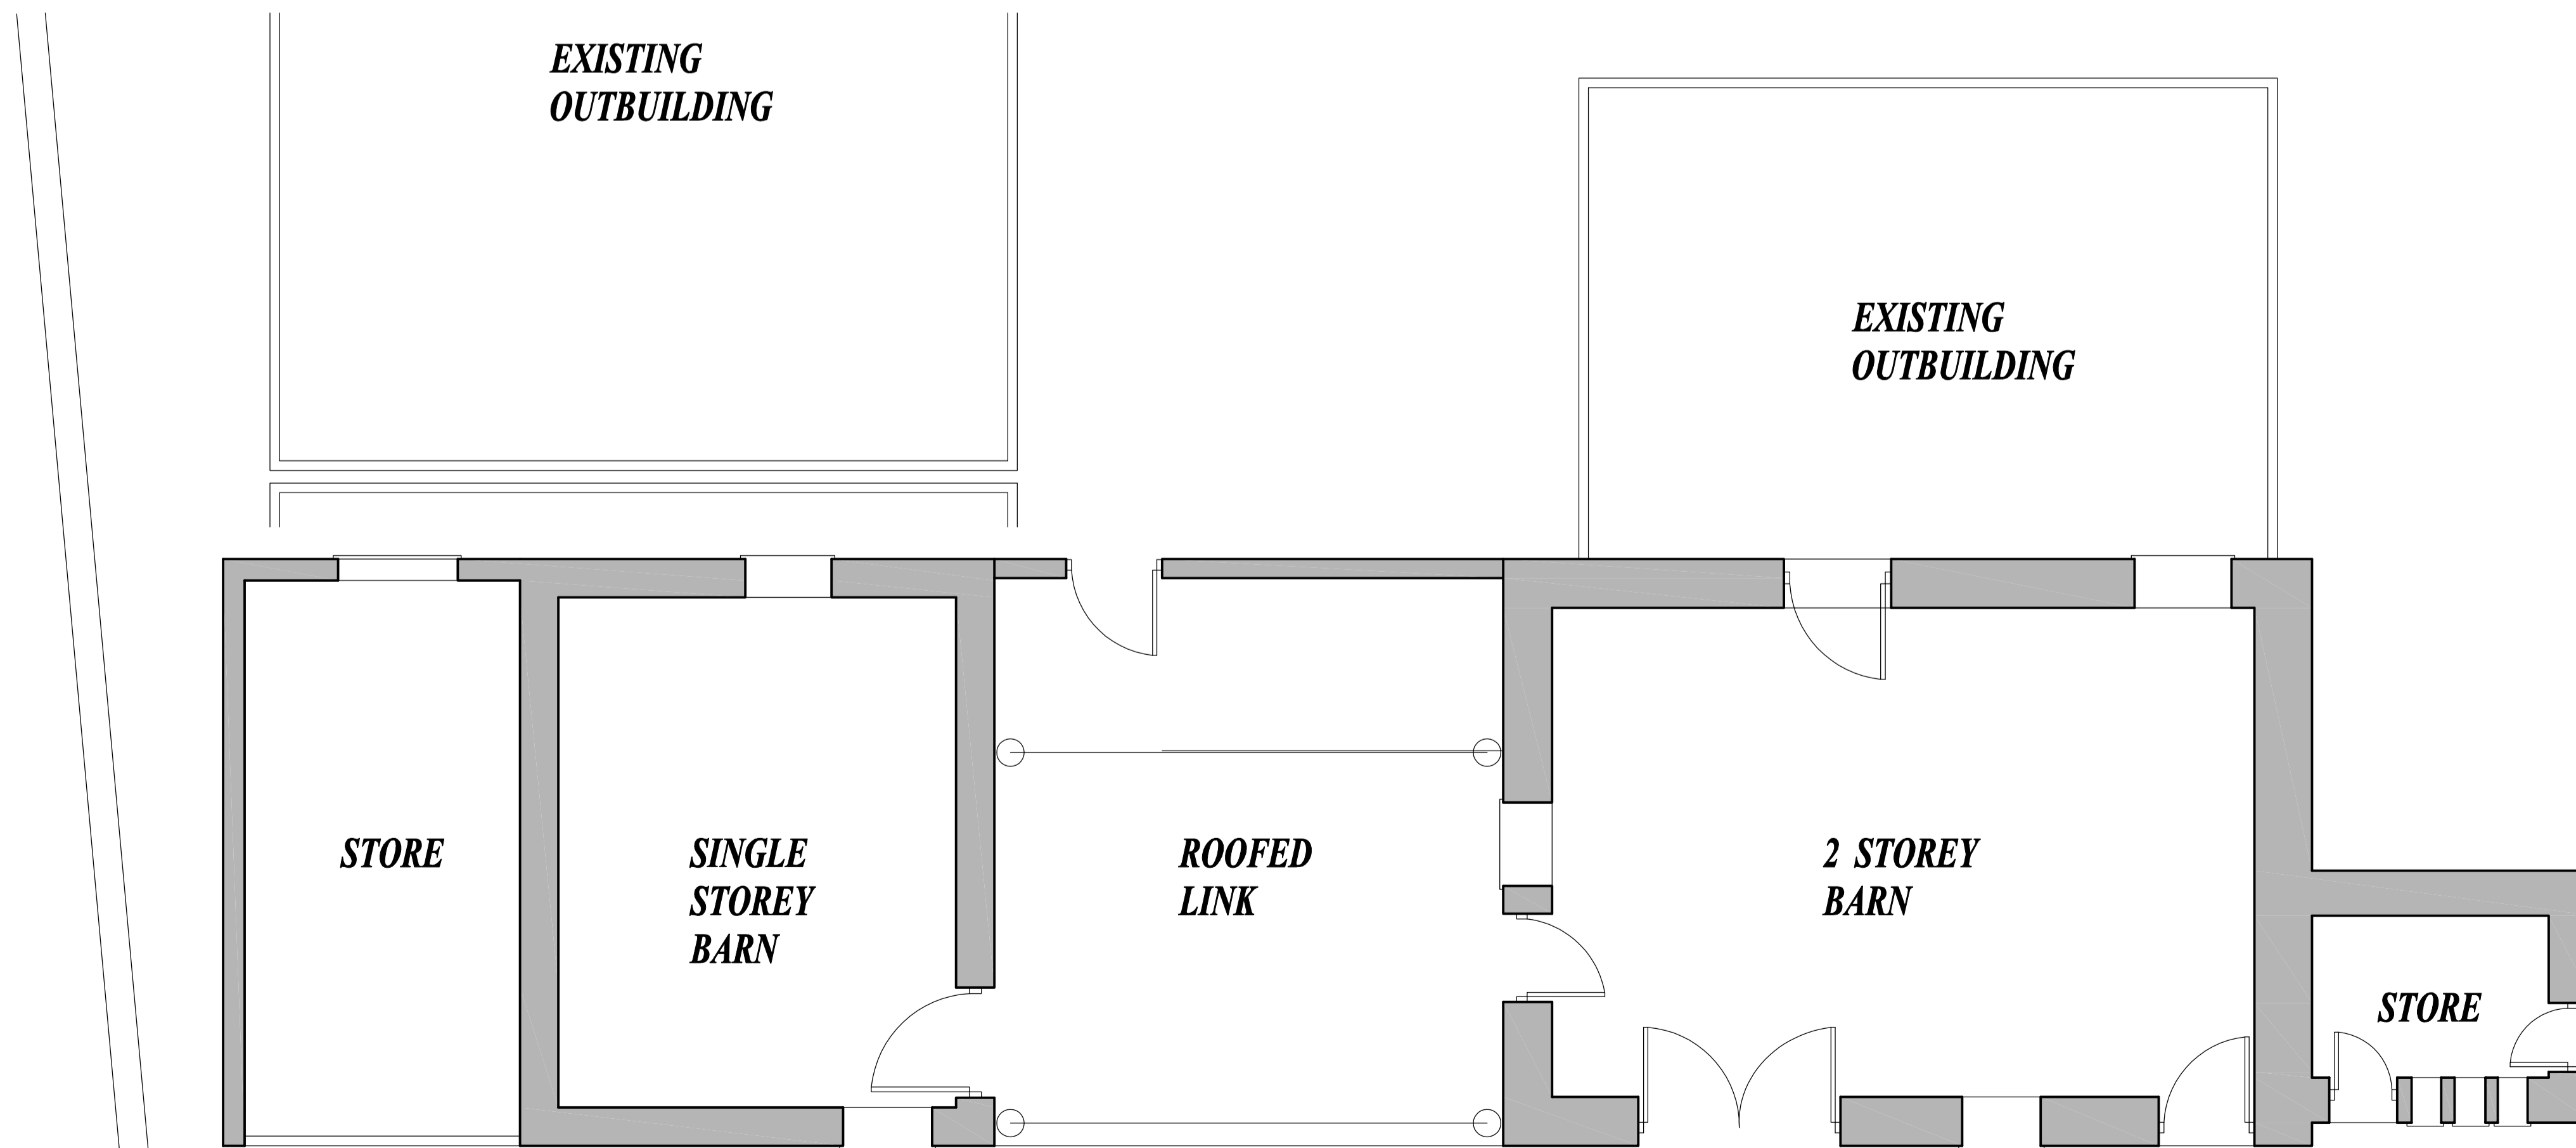 EXISTING
OUTBUILDING
EXISTING
OUTBUILDING
STORE
SINGLE
STOREY
BARN
ROOFED
LINK
2 STOREY
BARN
STORE